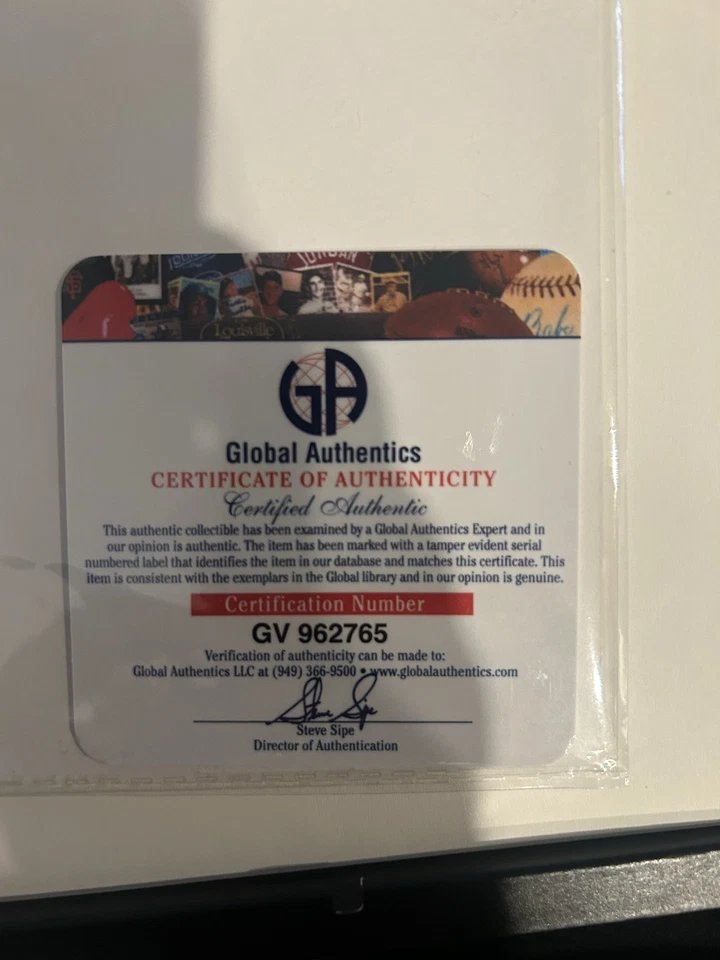 JORDAN
Louisville
Babe
GA
Global Authentics
CERTIFICATE OF AUTHENTICITY
Certified Authentic
This authentic collectible has been examined by a Global Authentics Expert and in
our opinion is authentic. The item has been marked with a tamper evident serial
numbered label that identifies the item in our database and matches this certificate. This
item is consistent with the exemplars in the Global library and in our opinion is genuine.
Certification Number
GV 962765
Verification of authenticity can be made to:
Global Authentics LLC at (949) 366-9500 • www.globalauthentics.com
Steve Sipe
Steve Sipe
Director of Authentication